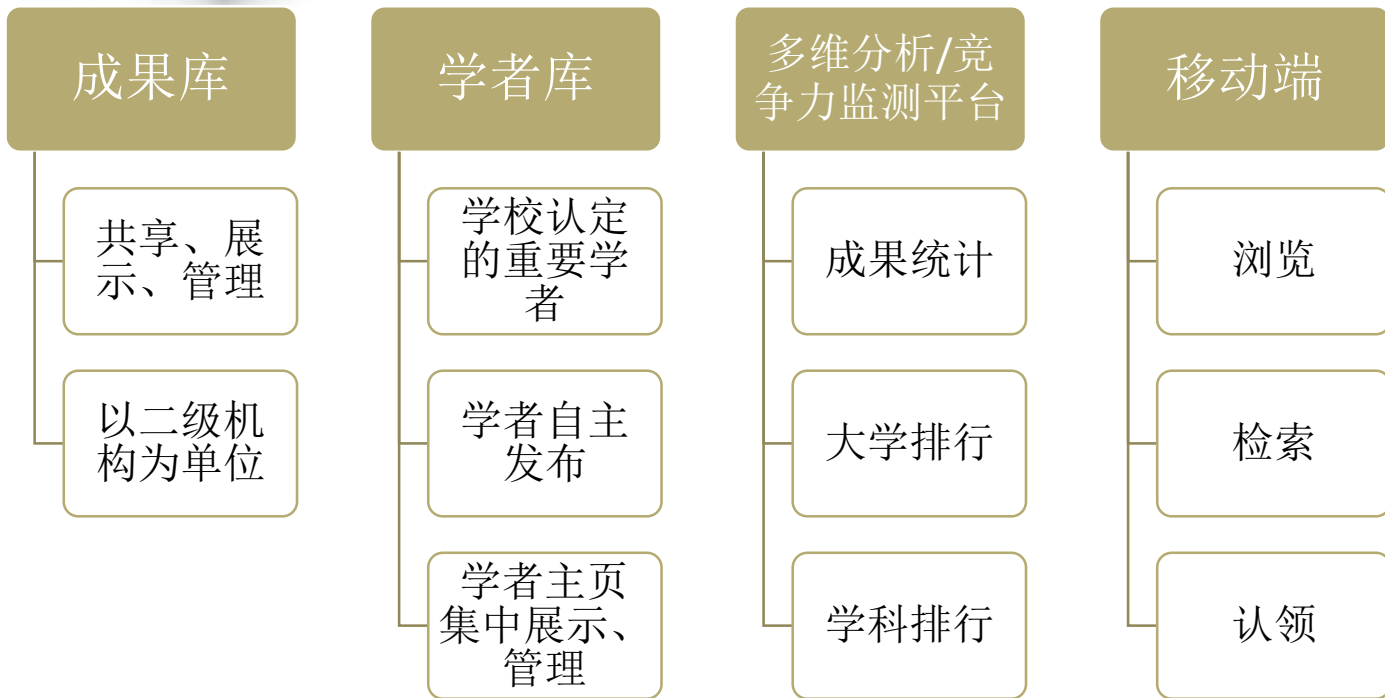 成果库
共享、展
示、管理
以二级机
构为单位
学者库
学校认定
的重要学
者
学者自主
发布
学者主页
集中展示、
管理
多维分析/竞
争力监测平台
成果统计
大学排行
学科排行
移动端
浏览
检索
认领